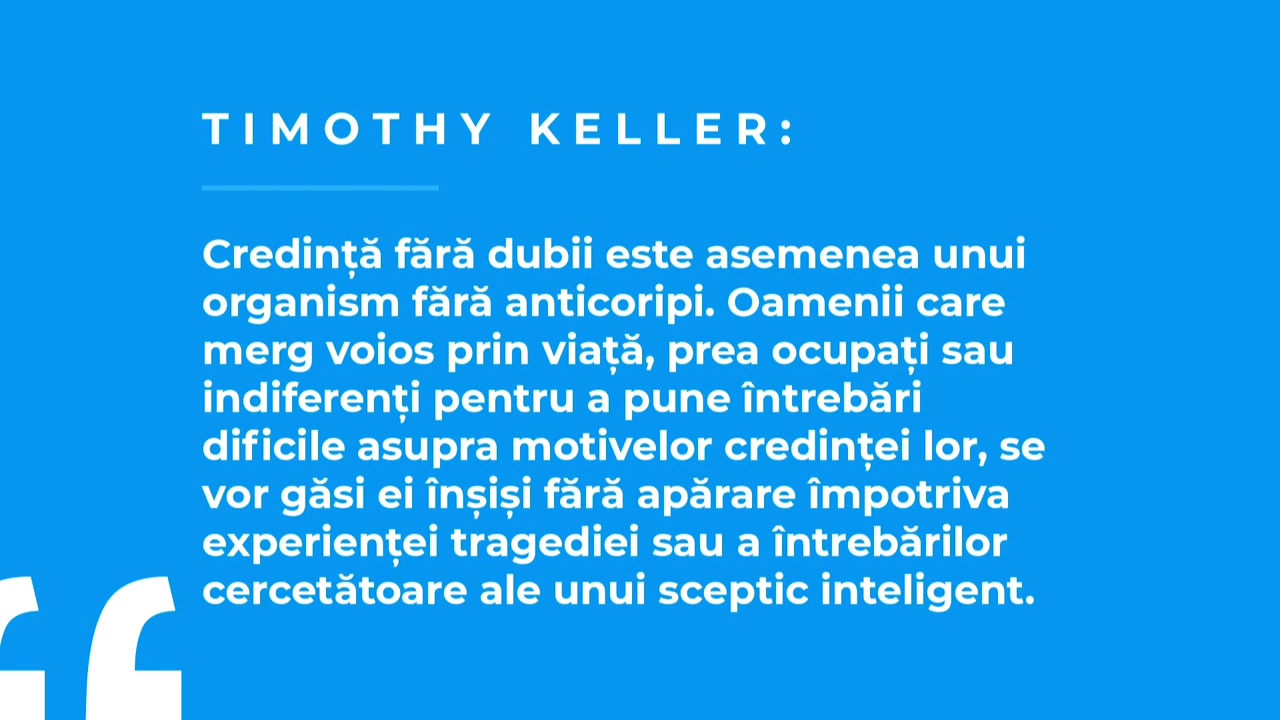 TIMOTHY KELLER:
Credință fără dubii este asemenea unui
organism fără anticoripi. Oamenii care
merg voios prin viață, prea ocupați sau
indiferenți pentru a pune întrebări
dificile asupra motivelor credinței lor, se
vor găsi ei înșiși fără apărare împotriva
experienței tragediei sau a întrebărilor
cercetătoare ale unui sceptic inteligent.